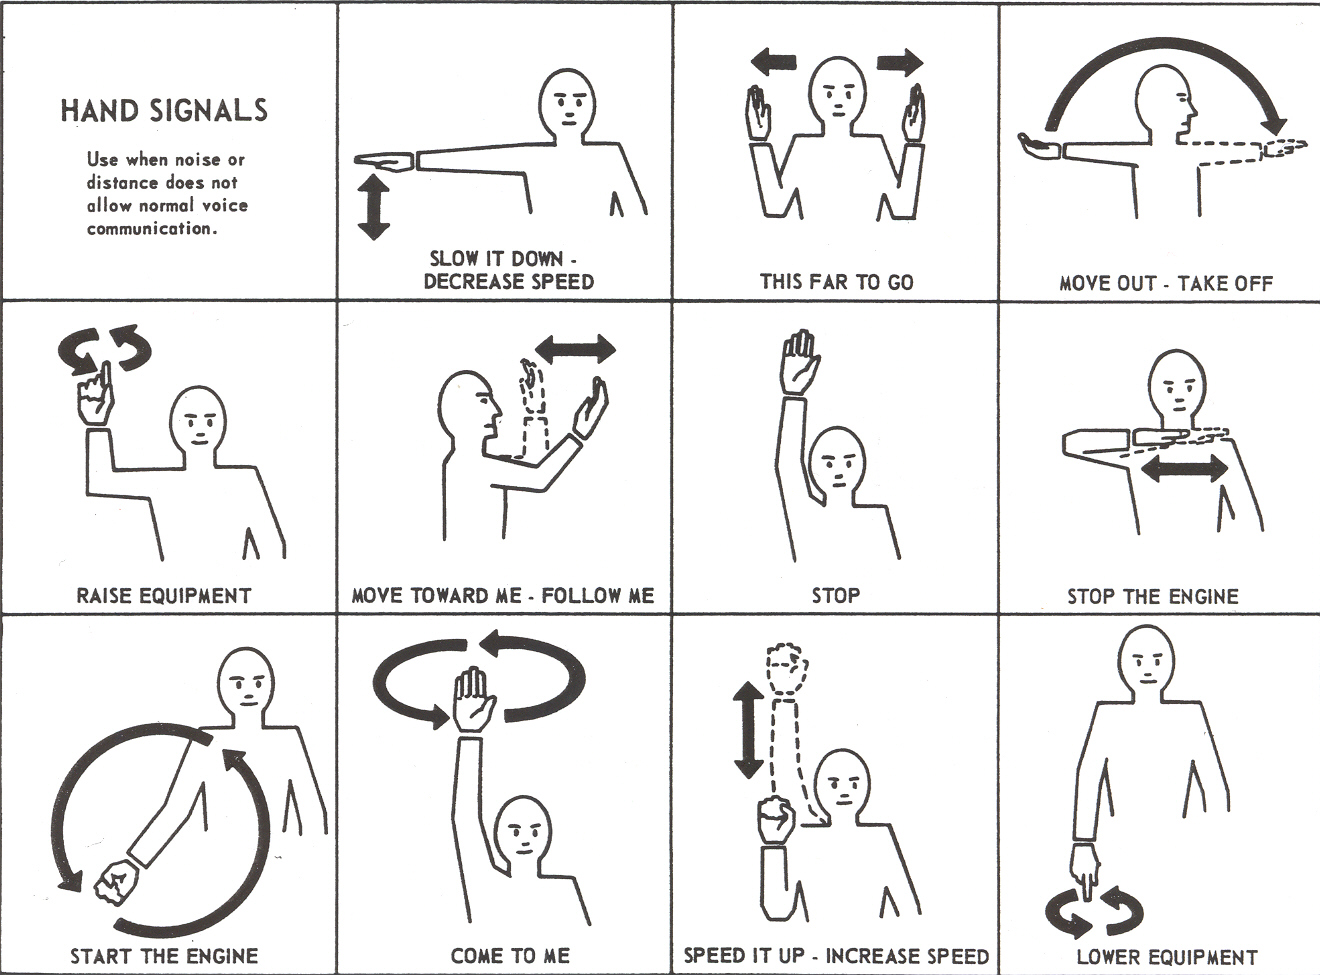 HAND SIGNALS
Use when noise or
distance does not
allow normal voice
communication.
SLOW IT DOWN -
DECREASE SPEED
THIS FAR TO GO
MOVE OUT - TAKE OFF
RAISE EQUIPMENT
MOVE TOWARD ME - FOLLOW ME
STOP
STOP THE ENGINE
START THE ENGINE
COME TO ME
SPEED IT UP - INCREASE SPEED
LOWER EQUIPMENT